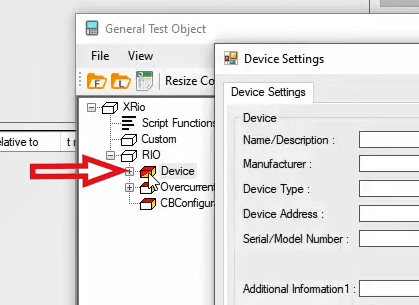 General Test Object
File View
F L Resize Co
XRio
Script Functions
Custom
RIO
Device
Overcurrent
CBConfigura
elative to
Device Settings
Device Settings
Device
Name/Description :
Manufacturer :
Device Type :
Device Address :
Serial/Model Number :
Additional Information1 :